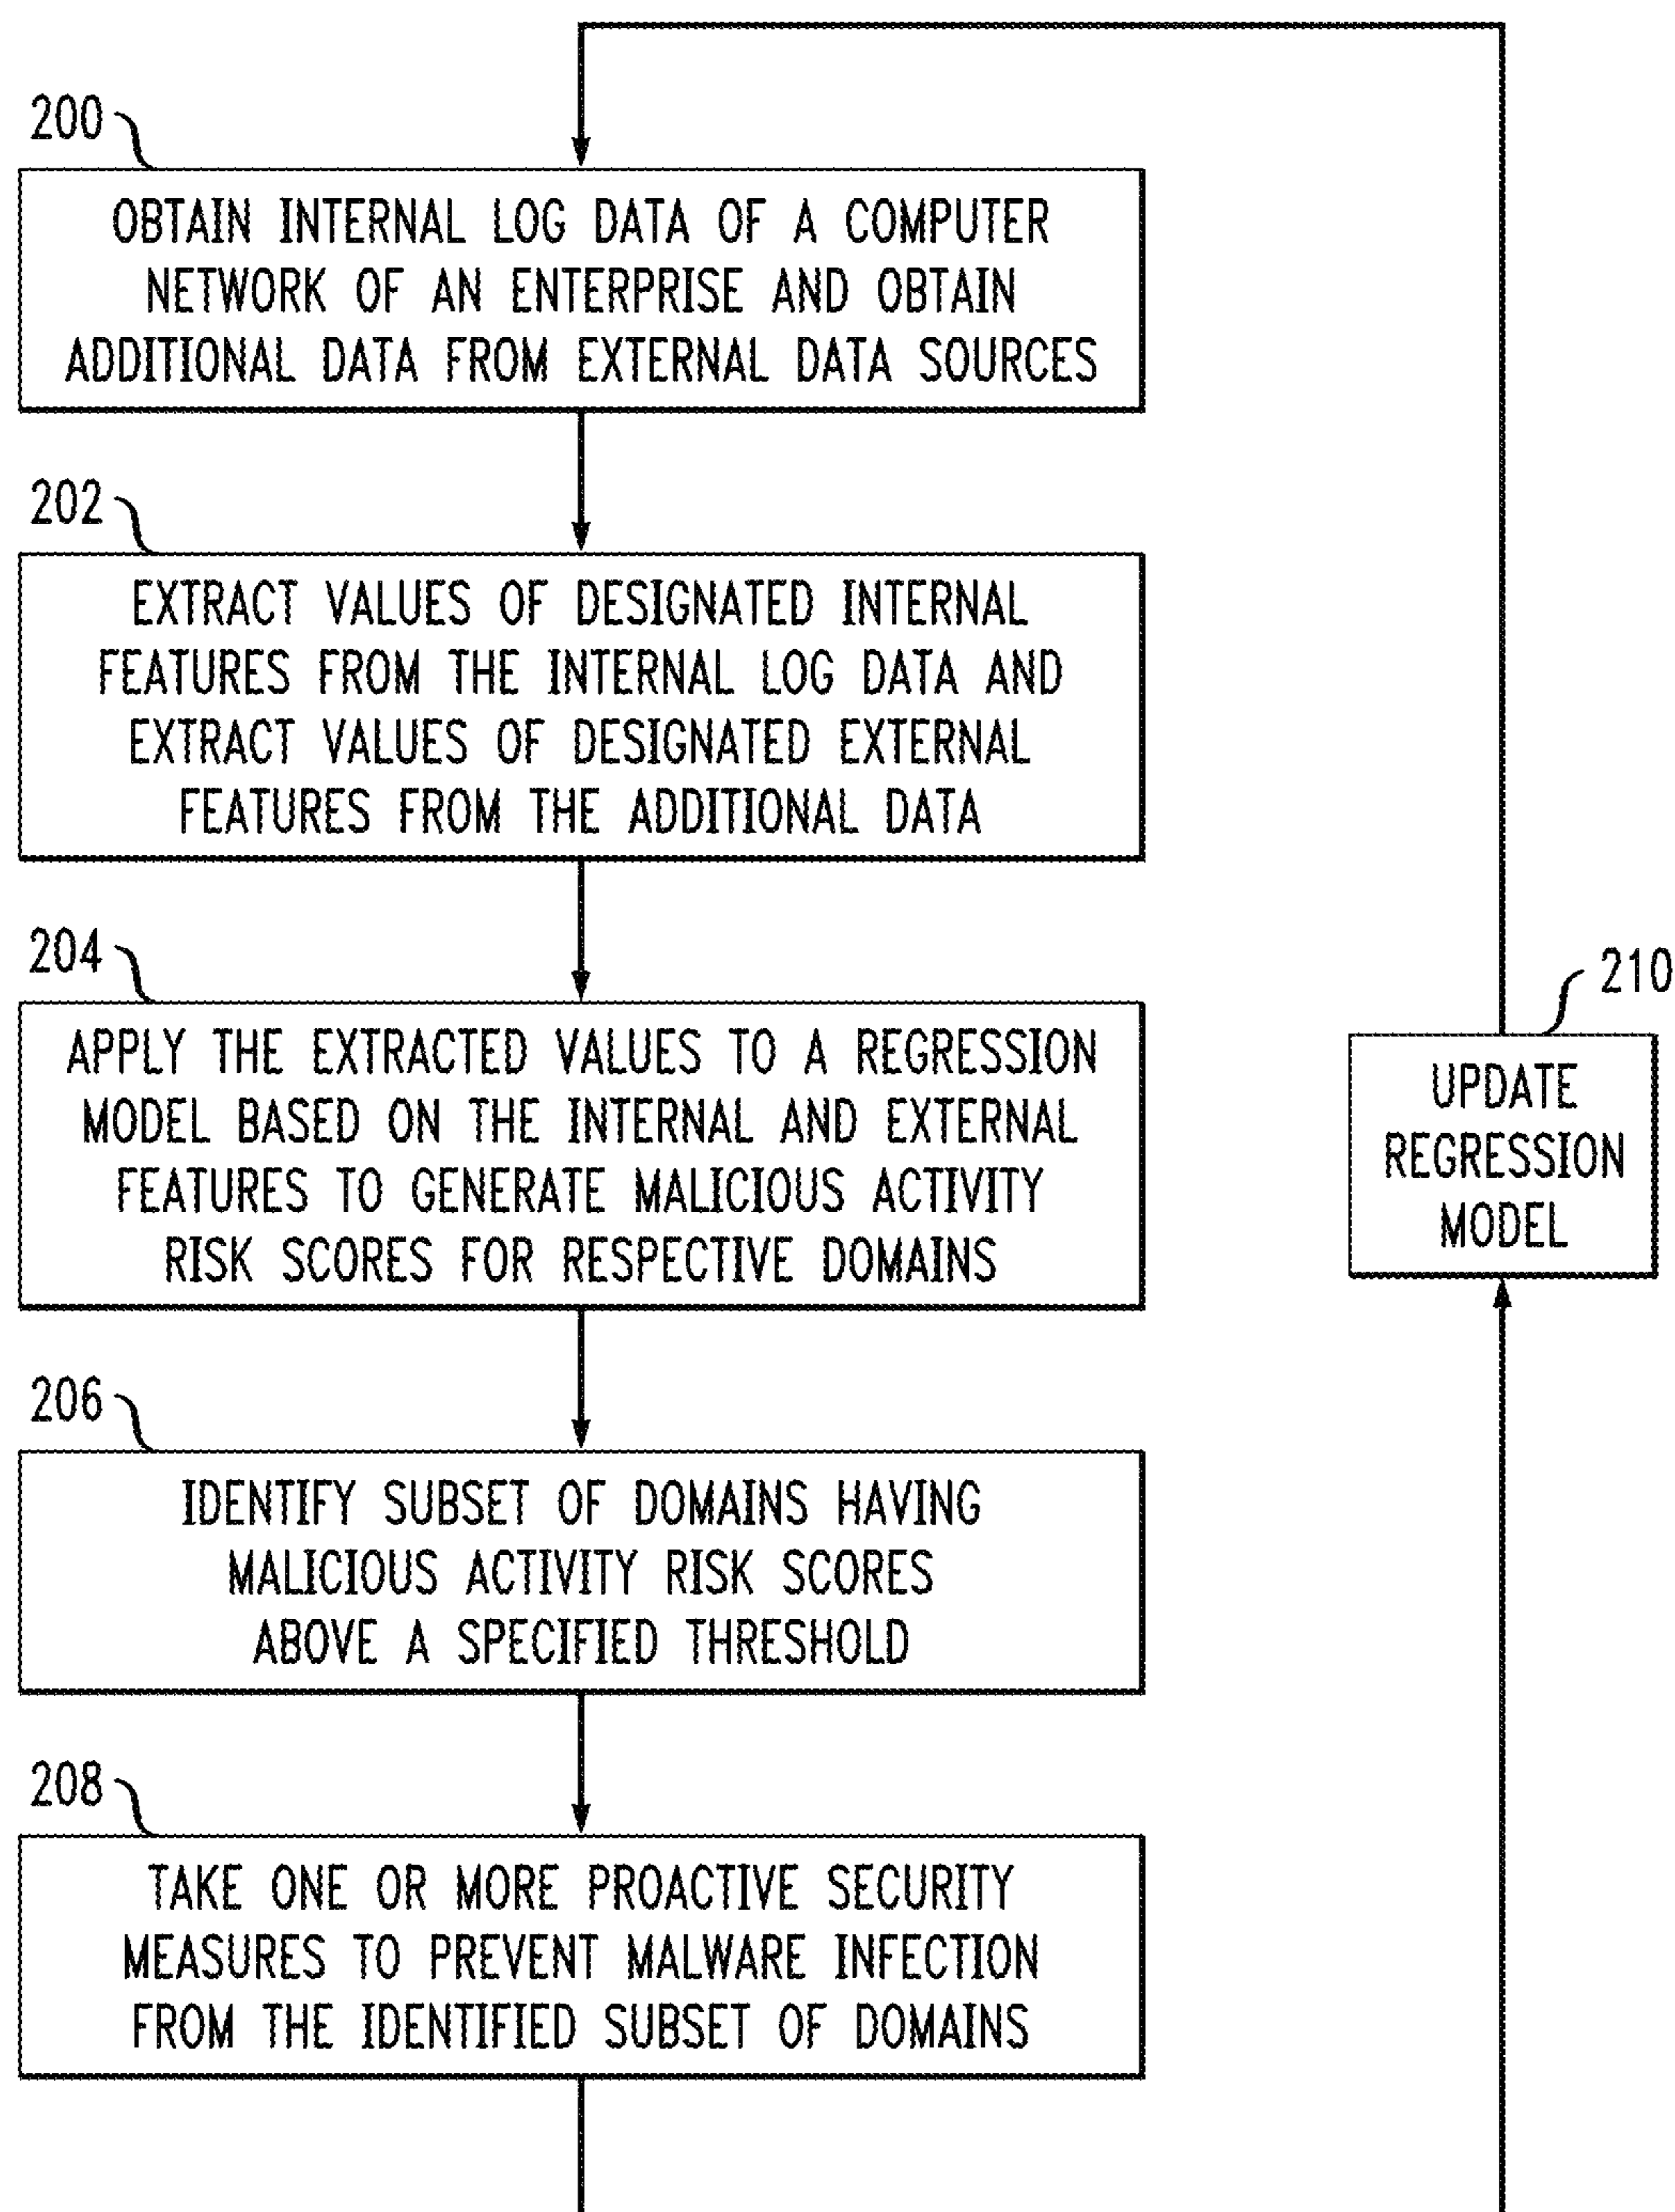 200
OBTAIN INTERNAL LOG DATA OF A COMPUTER
NETWORK OF AN ENTERPRISE AND OBTAIN
ADDITIONAL DATA FROM EXTERNAL DATA SOURCES
202
EXTRACT VALUES OF DESIGNATED INTERNAL
FEATURES FROM THE INTERNAL LOG DATA AND
EXTRACT VALUES OF DESIGNATED EXTERNAL
FEATURES FROM THE ADDITIONAL DATA
204
APPLY THE EXTRACTED VALUES TO A REGRESSION
MODEL BASED ON THE INTERNAL AND EXTERNAL
FEATURES TO GENERATE MALICIOUS ACTIVITY
RISK SCORES FOR RESPECTIVE DOMAINS
206
IDENTIFY SUBSET OF DOMAINS HAVING
MALICIOUS ACTIVITY RISK SCORES
ABOVE A SPECIFIED THRESHOLD
208
TAKE ONE OR MORE PROACTIVE SECURITY
MEASURES TO PREVENT MALWARE INFECTION
FROM THE IDENTIFIED SUBSET OF DOMAINS
210
UPDATE
REGRESSION
MODEL